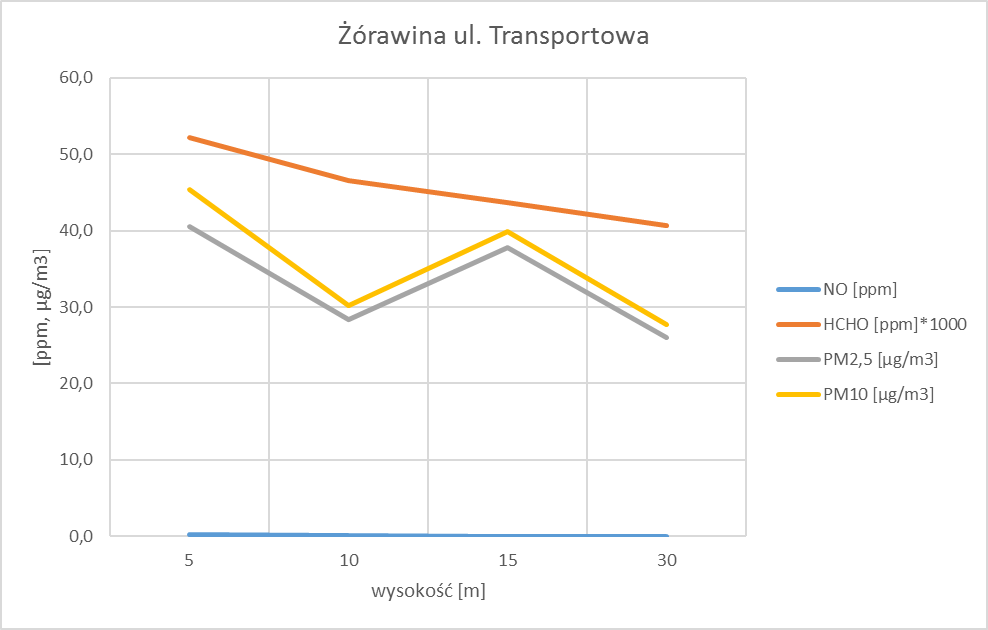 Żórawina ul. Transportowa
60,0
50,0
40,0
30,0
20,0
10,0
0,0
[ppm, µg/m3]
5 10 15 30
wysokość [m]
NO [ppm]
HCHO [ppm]*1000
PM2,5 [µg/m3]
PM10 [µg/m3]